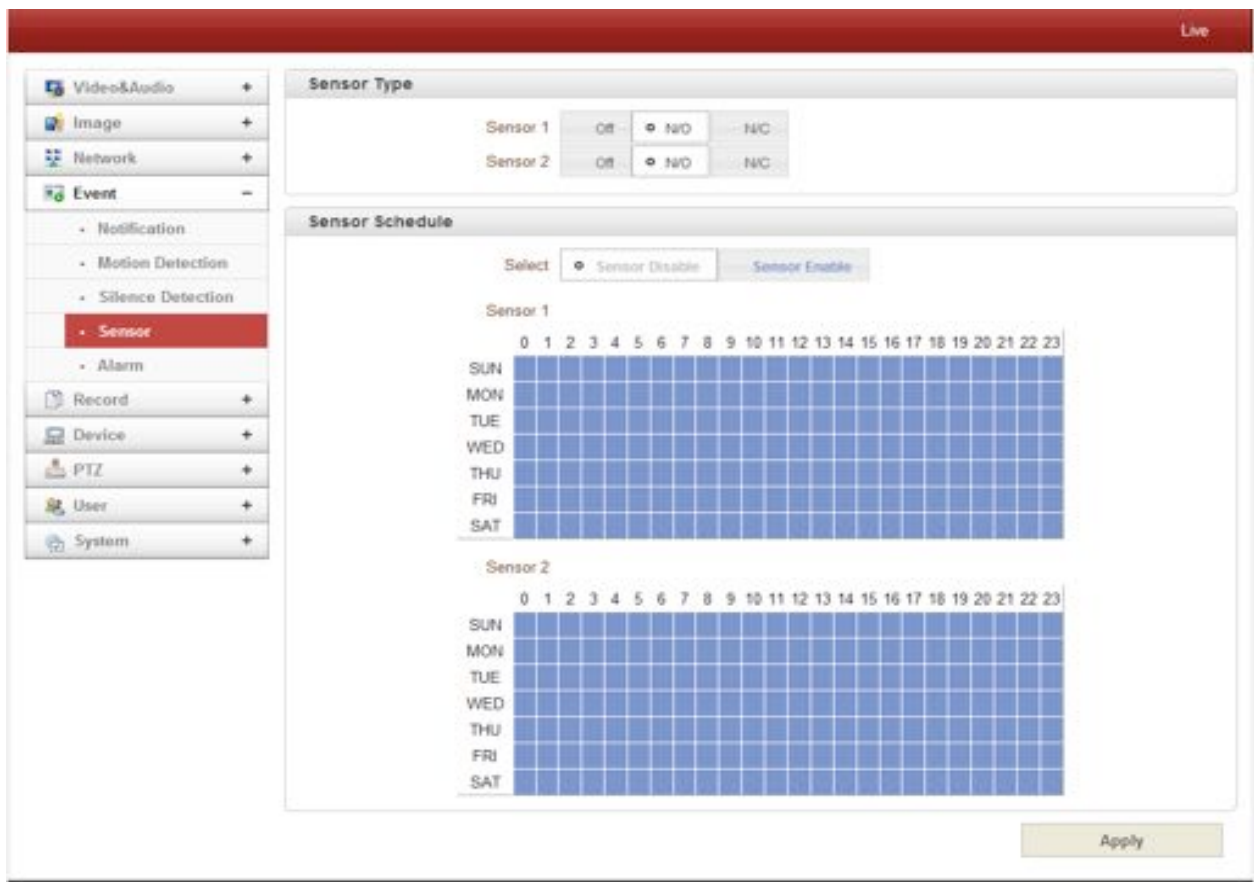 Live
Video&Audio +
Image +
Network +
Event -
Notification
Motion Detection
Silence Detection
Sensor
Alarm
Record +
Device +
PTZ +
User +
System +
Sensor Type
Sensor 1 Off N/O N/C
Sensor 2 Off N/O N/C
Sensor Schedule
Select Sensor Disable Sensor Enable
Sensor 1
0 1 2 3 4 5 6 7 8 9 10 11 12 13 14 15 16 17 18 19 20 21 22 23
SUN
MON
TUE
WED
THU
FRI
SAT
Sensor 2
0 1 2 3 4 5 6 7 8 9 10 11 12 13 14 15 16 17 18 19 20 21 22 23
SUN
MON
TUE
WED
THU
FRI
SAT
Apply